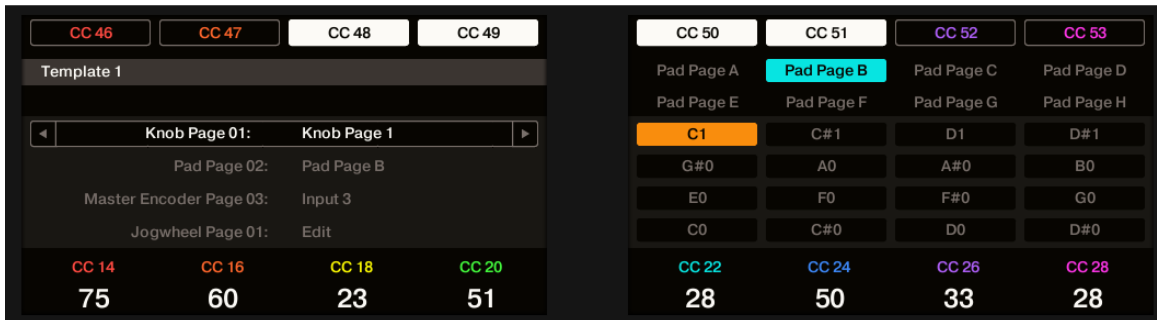 CC 46 CC 47 CC 48 CC 49
Template 1
Knob Page 01: Knob Page 1
Pad Page 02: Pad Page B
Master Encoder Page 03: Input 3
Jogwheel Page 01: Edit
CC 14 CC 16 CC 18 CC 20
75 60 23 51
CC 50 CC 51 CC 52 CC 53
Pad Page A Pad Page B Pad Page C Pad Page D
Pad Page E Pad Page F Pad Page G Pad Page H
C1 C#1 D1 D#1
G#0 A0 A#0 B0
E0 F0 F#0 G0
C0 C#0 D0 D#0
CC 22 CC 24 CC 26 CC 28
28 50 33 28